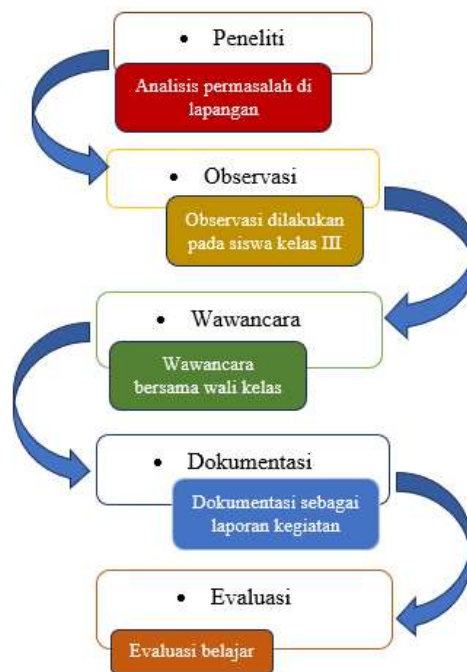 • Peneliti
Analisis permasalah di
lapangan
• Observasi
Observasi dilakukan
pada siswa kelas III
• Wawancara
Wawancara
bersama wali kelas
• Dokumentasi
Dokumentasi sebagai
laporan kegiatan
• Evaluasi
Evaluasi belajar